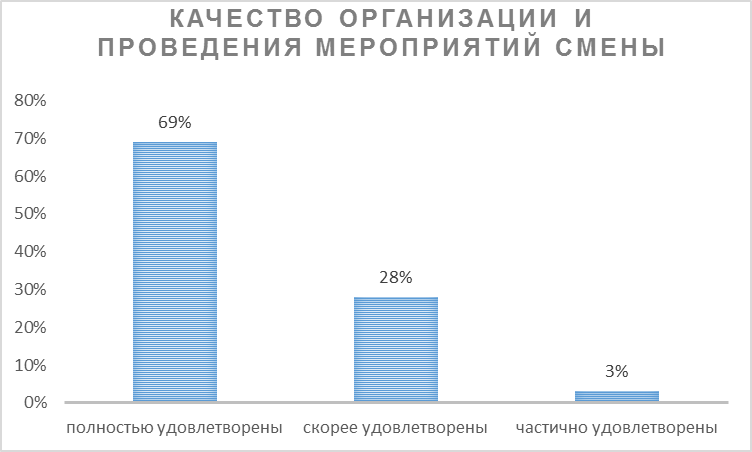 КАЧЕСТВО ОРГАНИЗАЦИИ И
ПРОВЕДЕНИЯ МЕРОПРИЯТИЙ СМЕНЫ
80%
70%
60%
50%
40%
30%
20%
10%
0%
69%
28%
3%
полностью удовлетворены
скорее удовлетворены
частично удовлетворены